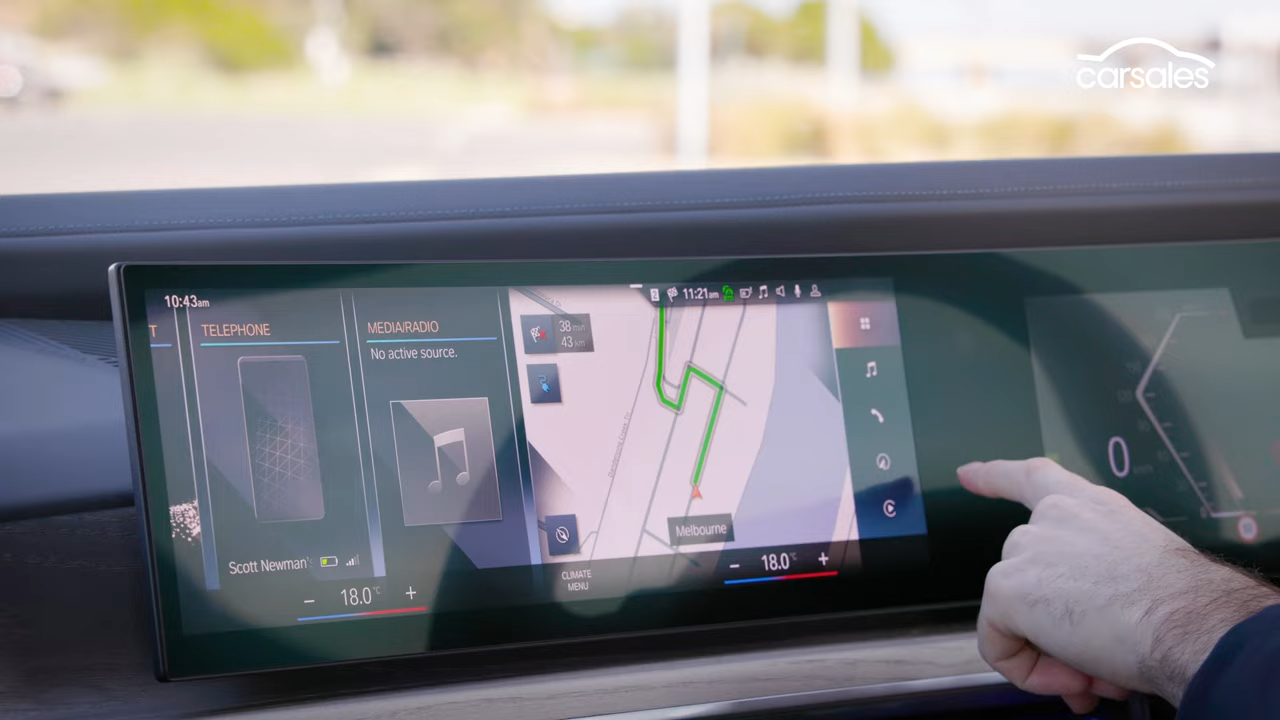 carsales
10:43am
11:21am
T
TELEPHONE
MEDIA/RADIO
No active source.
38 min
43 km
0
Melbourne
Scott Newman'
− 18.0°C +
CLIMATE
MENU
− 18.0°C +